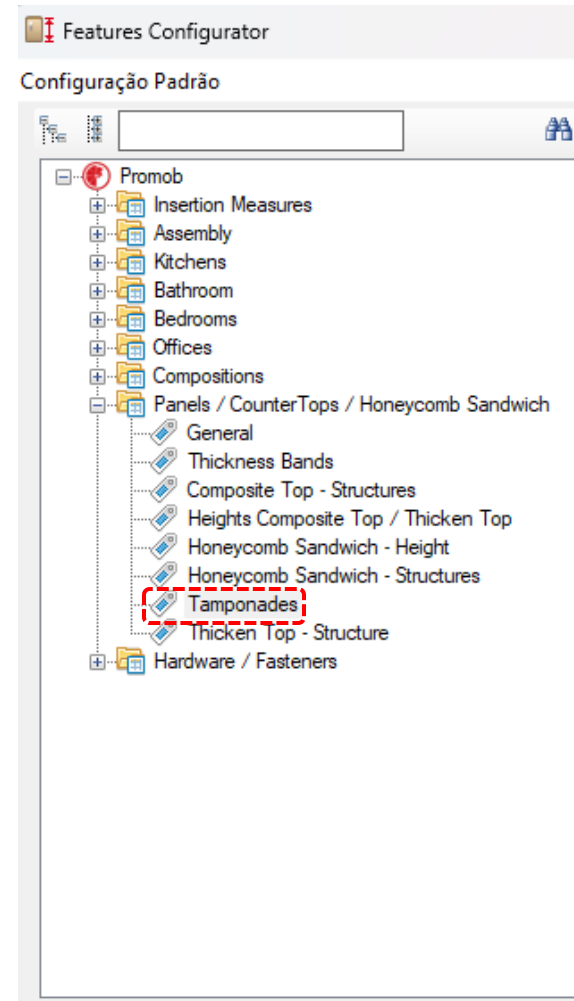 Features Configurator
Configuração Padrão
Promob
Insertion Measures
Assembly
Kitchens
Bathroom
Bedrooms
Offices
Compositions
Panels / CounterTops / Honeycomb Sandwich
General
Thickness Bands
Composite Top - Structures
Heights Composite Top / Thicken Top
Honeycomb Sandwich - Height
Honeycomb Sandwich - Structures
Tamponades
Thicken Top - Structure
Hardware / Fasteners